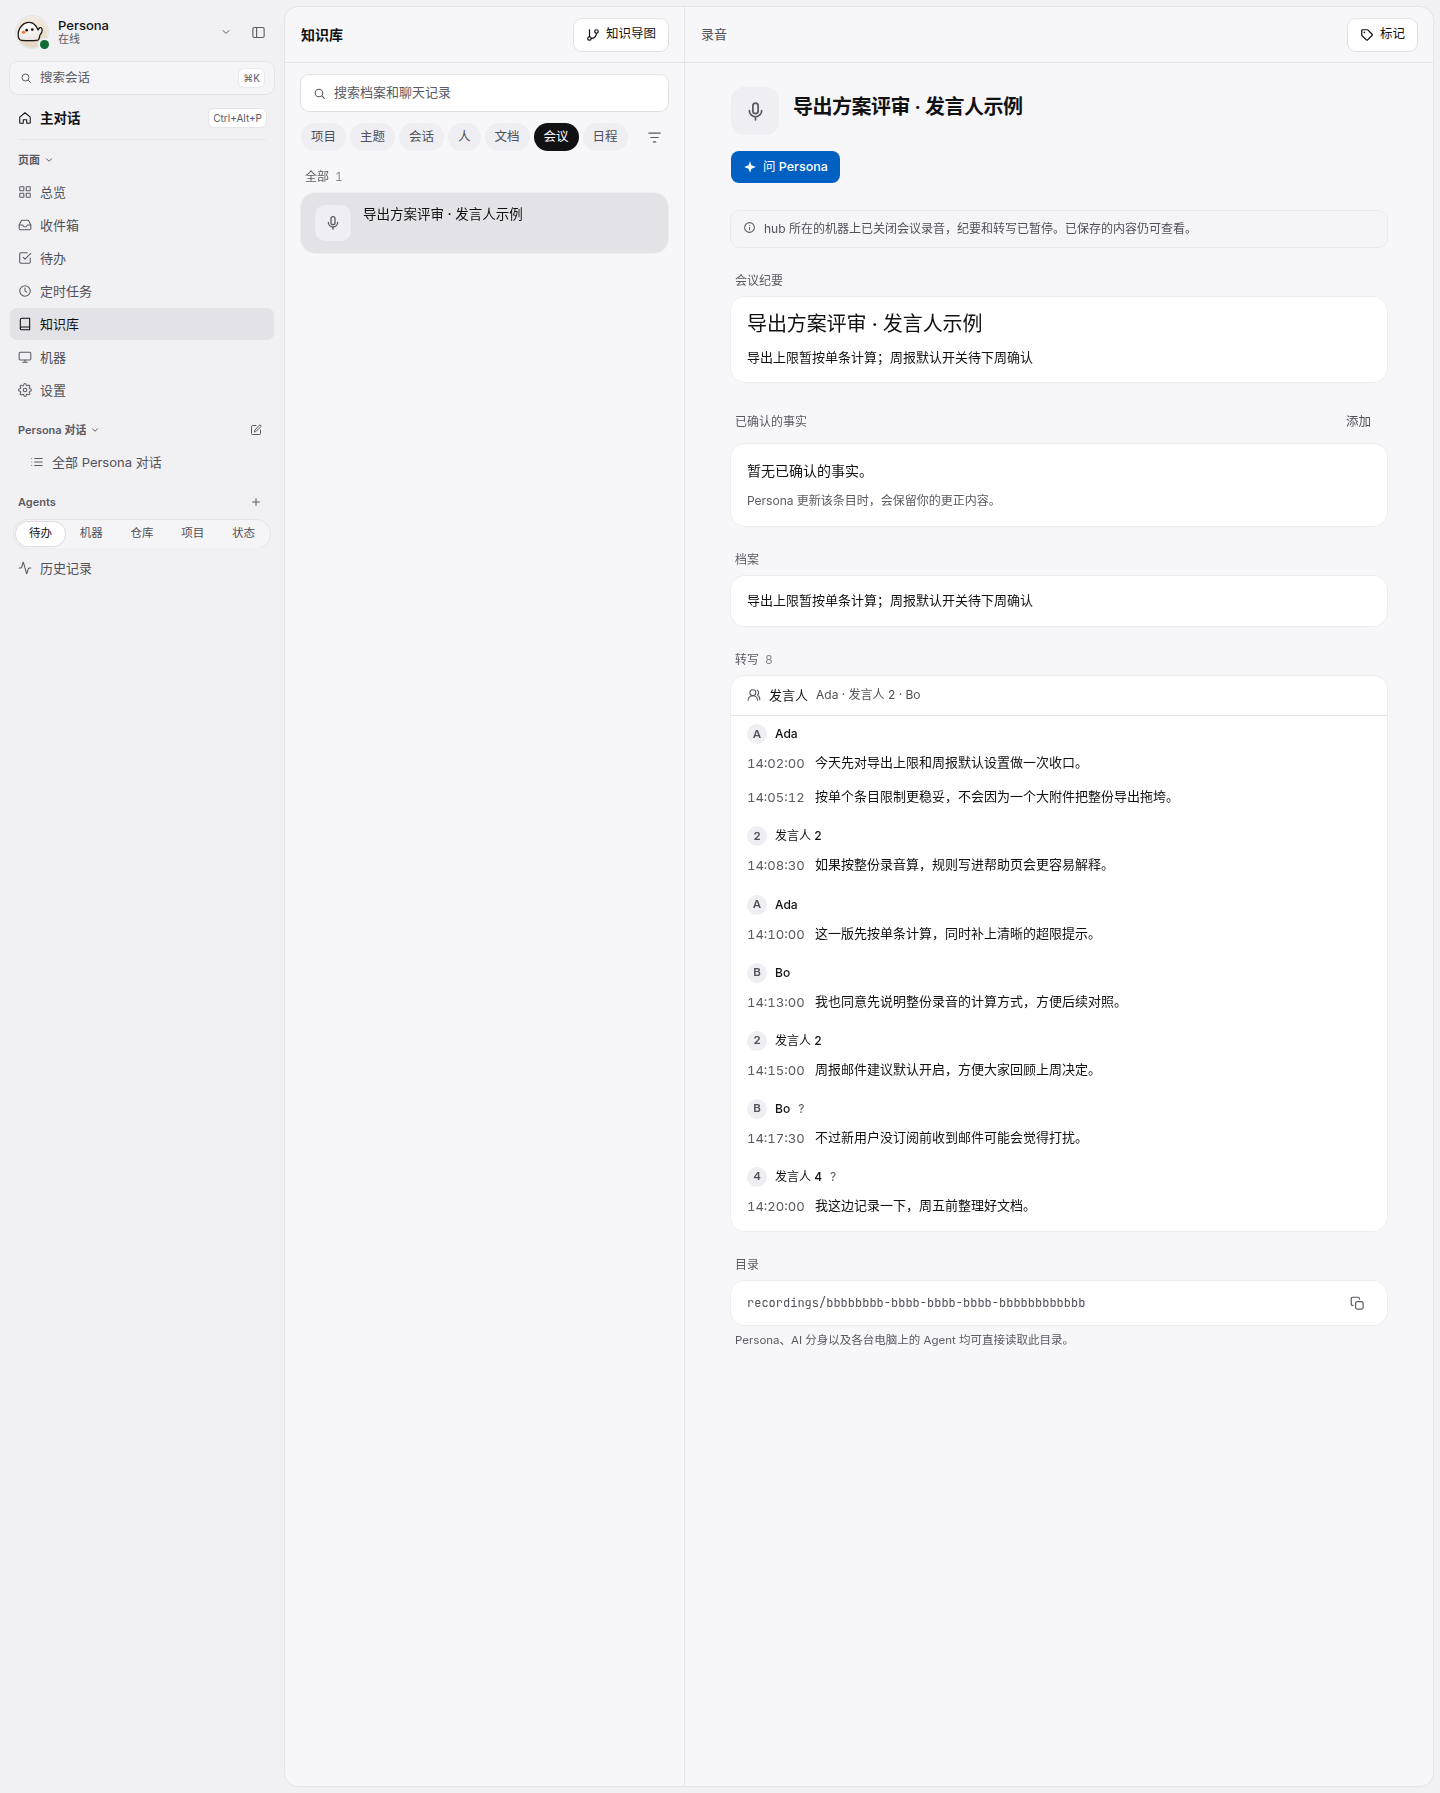 Persona
在线
搜索会话
⌘K
主对话
Ctrl+Alt+P
页面
总览
收件箱
待办
定时任务
知识库
机器
设置
Persona 对话
全部 Persona 对话
Agents
待办 机器 仓库 项目 状态
历史记录
知识库
知识导图
搜索档案和聊天记录
项目 主题 会话 人 文档 会议 日程
全部 1
导出方案评审 · 发言人示例
录音
标记
导出方案评审 · 发言人示例
问 Persona
hub 所在的机器上已关闭会议录音，纪要和转写已暂停。已保存的内容仍可查看。
会议纪要
导出方案评审 · 发言人示例
导出上限暂按单条计算；周报默认开关待下周确认
已确认的事实
添加
暂无已确认的事实。
Persona 更新该条目时，会保留你的更正内容。
档案
导出上限暂按单条计算；周报默认开关待下周确认
转写 8
发言人 Ada · 发言人 2 · Bo
A Ada
14:02:00 今天先对导出上限和周报默认设置做一次收口。
14:05:12 按单个条目限制更稳妥，不会因为一个大附件把整份导出拖垮。
2 发言人 2
14:08:30 如果按整份录音算，规则写进帮助页会更容易解释。
A Ada
14:10:00 这一版先按单条计算，同时补上清晰的超限提示。
B Bo
14:13:00 我也同意先说明整份录音的计算方式，方便后续对照。
2 发言人 2
14:15:00 周报邮件建议默认开启，方便大家回顾上周决定。
B Bo ?
14:17:30 不过新用户没订阅前收到邮件可能会觉得打扰。
4 发言人 4 ?
14:20:00 我这边记录一下，周五前整理好文档。
目录
recordings/bbbbbbbb-bbbb-bbbb-bbbb-bbbbbbbbbbbb
Persona、AI 分身以及各台电脑上的 Agent 均可直接读取此目录。